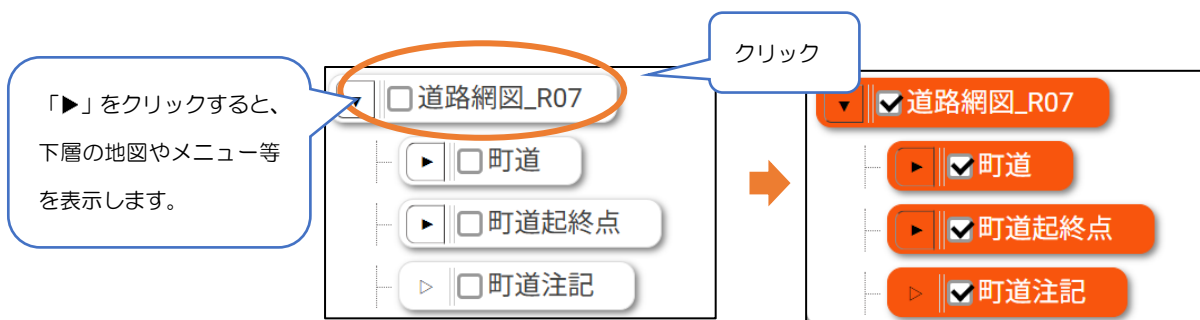 「▶」をクリックすると、
下層の地図やメニュー等
を表示します。
クリック
▼ □道路網図_R07
▶ □町道
▶ □町道起終点
▷ □町道注記
▼ ☑道路網図_R07
▶ ☑町道
▶ ☑町道起終点
▷ ☑町道注記